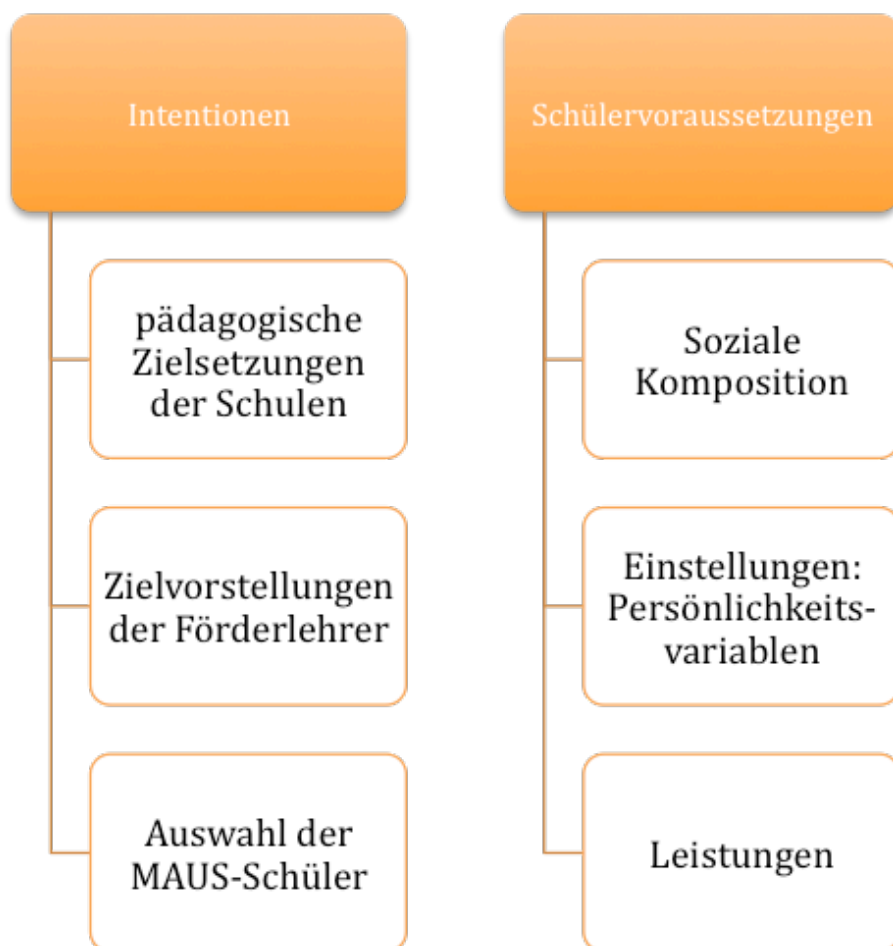 Intentionen
pädagogische
Zielsetzungen
der Schulen
Zielvorstellungen
der Förderlehrer
Auswahl der
MAUS-Schüler
Schülervoraussetzungen
Soziale
Komposition
Einstellungen:
Persönlichkeits-
variablen
Leistungen